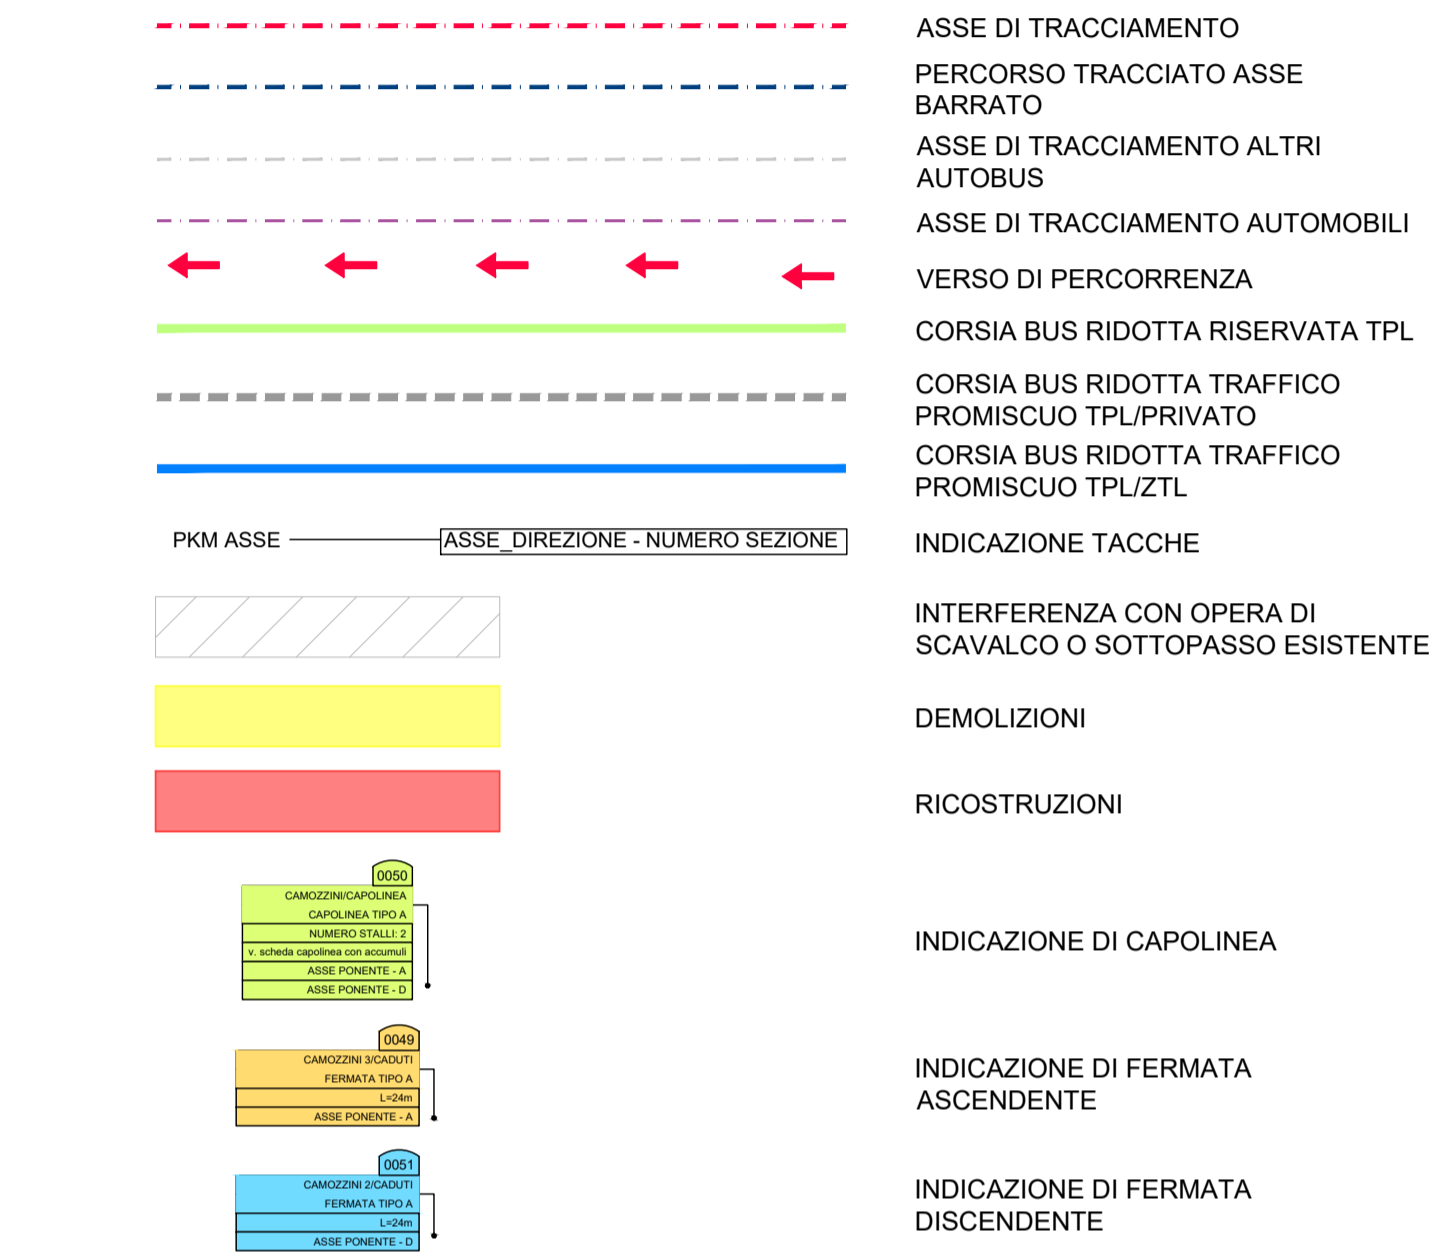 ASSE DI TRACCIAMENTO
PERCORSO TRACCIATO ASSE
BARRATO
ASSE DI TRACCIAMENTO ALTRI
AUTOBUS
ASSE DI TRACCIAMENTO AUTOMOBILI
VERSO DI PERCORRENZA
CORSIA BUS RIDOTTA RISERVATA TPL
CORSIA BUS RIDOTTA TRAFFICO
PROMISCUO TPL/PRIVATO
CORSIA BUS RIDOTTA TRAFFICO
PROMISCUO TPL/ZTL
PKM ASSE
ASSE_DIREZIONE - NUMERO SEZIONE
INDICAZIONE TACCHE
INTERFERENZA CON OPERA DI
SCAVALCO O SOTTOPASSO ESISTENTE
DEMOLIZIONI
RICOSTRUZIONI
0050
CAMOZZINI/CAPOLINEA
CAPOLINEA TIPO A
NUMERO STALLI: 2
v. scheda capolinea con accumuli
ASSE PONENTE - A
ASSE PONENTE - D
INDICAZIONE DI CAPOLINEA
0049
CAMOZZINI 3/CADUTI
FERMATA TIPO A
L=24m
ASSE PONENTE - A
INDICAZIONE DI FERMATA
ASCENDENTE
0051
CAMOZZINI 2/CADUTI
FERMATA TIPO A
L=24m
ASSE PONENTE - D
INDICAZIONE DI FERMATA
DISCENDENTE